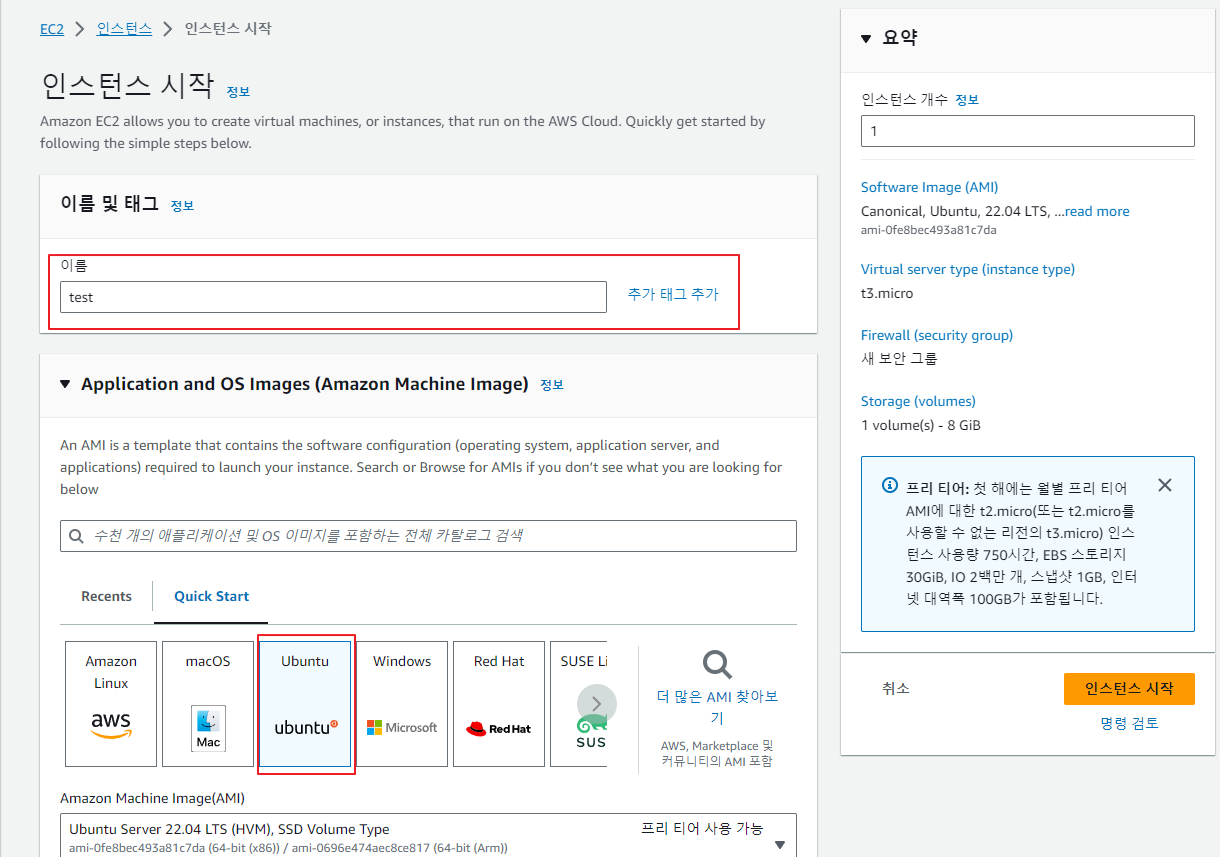 EC2 > 인스턴스 > 인스턴스 시작
인스턴스 시작 정보
Amazon EC2 allows you to create virtual machines, or instances, that run on the AWS Cloud. Quickly get started by
following the simple steps below.
이름 및 태그 정보
이름
test 추가 태그 추가
Application and OS Images (Amazon Machine Image) 정보
An AMI is a template that contains the software configuration (operating system, application server, and
applications) required to launch your instance. Search or Browse for AMIs if you don't see what you are looking for
below
수천 개의 애플리케이션 및 OS 이미지를 포함하는 전체 카탈로그 검색
Recents Quick Start
Amazon
Linux
aws
macOS
Mac
Ubuntu
ubuntu
Windows
Microsoft
Red Hat
Red Hat
SUSE Li
SUS
더 많은 AMI 찾아보
기
AWS, Marketplace 및
커뮤니티의 AMI 포함
Amazon Machine Image(AMI)
Ubuntu Server 22.04 LTS (HVM), SSD Volume Type 프리 티어 사용 가능
ami-0fe8bec493a81c7da (64-bit (x86)) / ami-0696e474aec8ce817 (64-bit (Arm))
요약
인스턴스 개수 정보
1
Software Image (AMI)
Canonical, Ubuntu, 22.04 LTS, ...read more
ami-0fe8bec493a81c7da
Virtual server type (instance type)
t3.micro
Firewall (security group)
새 보안 그룹
Storage (volumes)
1 volume(s) - 8 GiB
프리 티어: 첫 해에는 월별 프리 티어
AMI에 대한 t2.micro(또는 t2.micro를
사용할 수 없는 리전의 t3.micro) 인스
턴스 사용량 750시간, EBS 스토리지
30GiB, IO 2백만 개, 스냅샷 1GB, 인터
넷 대역폭 100GB가 포함됩니다.
취소 인스턴스 시작
명령 검토